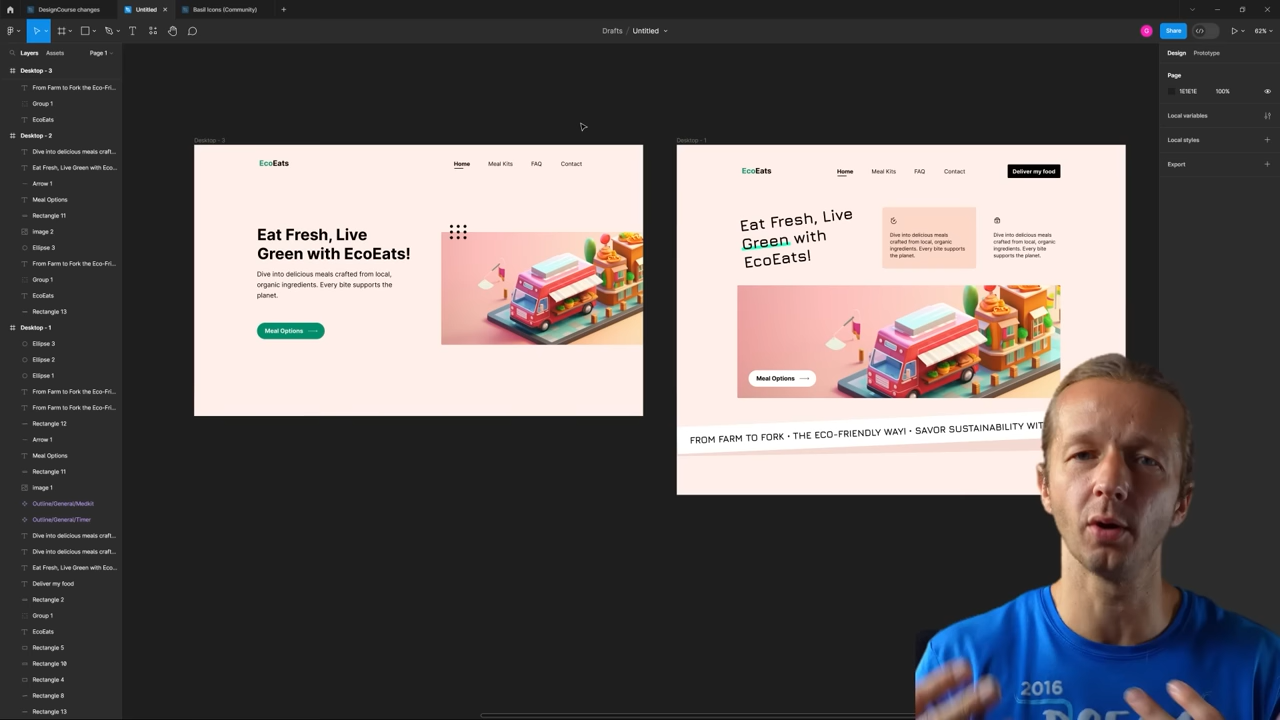 DesignCourse changes
Untitled
Basil Icons (Community)
Drafts / Untitled
G
Share
62%
Layers
Assets
Page 1
Design
Prototype
Desktop - 3
From Farm to Fork the Eco-Fri...
Group 1
EcoEats
Desktop - 2
Dive into delicious meals craft...
Eat Fresh, Live Green with Eco...
Arrow 1
Meal Options
Rectangle 11
Image 2
Ellipse 3
From Farm to Fork the Eco-Fri...
Group 1
EcoEats
Rectangle 13
Desktop - 1
Ellipse 3
Ellipse 2
Ellipse 1
From Farm to Fork the Eco-Fri...
From Farm to Fork the Eco-Fri...
Rectangle 12
Arrow 1
Meal Options
Rectangle 11
Image 1
Outline/General/Medkit
Outline/General/Timer
Dive into delicious meals craft...
Dive into delicious meals craft...
Eat Fresh, Live Green with Eco...
Deliver my food
Rectangle 2
Group 1
EcoEats
Rectangle 5
Rectangle 10
Rectangle 4
Rectangle 8
Rectangle 13
Page
1E1E1E
100%
Local variables
Local styles
Export
Desktop - 3
EcoEats
Home
Meal Kits
FAQ
Contact
Eat Fresh, Live
Green with EcoEats!
Dive into delicious meals crafted from local,
organic ingredients. Every bite supports the
planet.
Meal Options
Desktop - 1
EcoEats
Home
Meal Kits
FAQ
Contact
Deliver my food
Eat Fresh, Live
Green with
EcoEats!
Dive into delicious meals
crafted from local, organic
ingredients. Every bite supports
the planet.
Dive into delicious meals
crafted from local, organic
ingredients. Every bite supports
the planet.
Meal Options
FROM FARM TO FORK • THE ECO-FRIENDLY WAY! • SAVOR SUSTAINABILITY WIT
2016